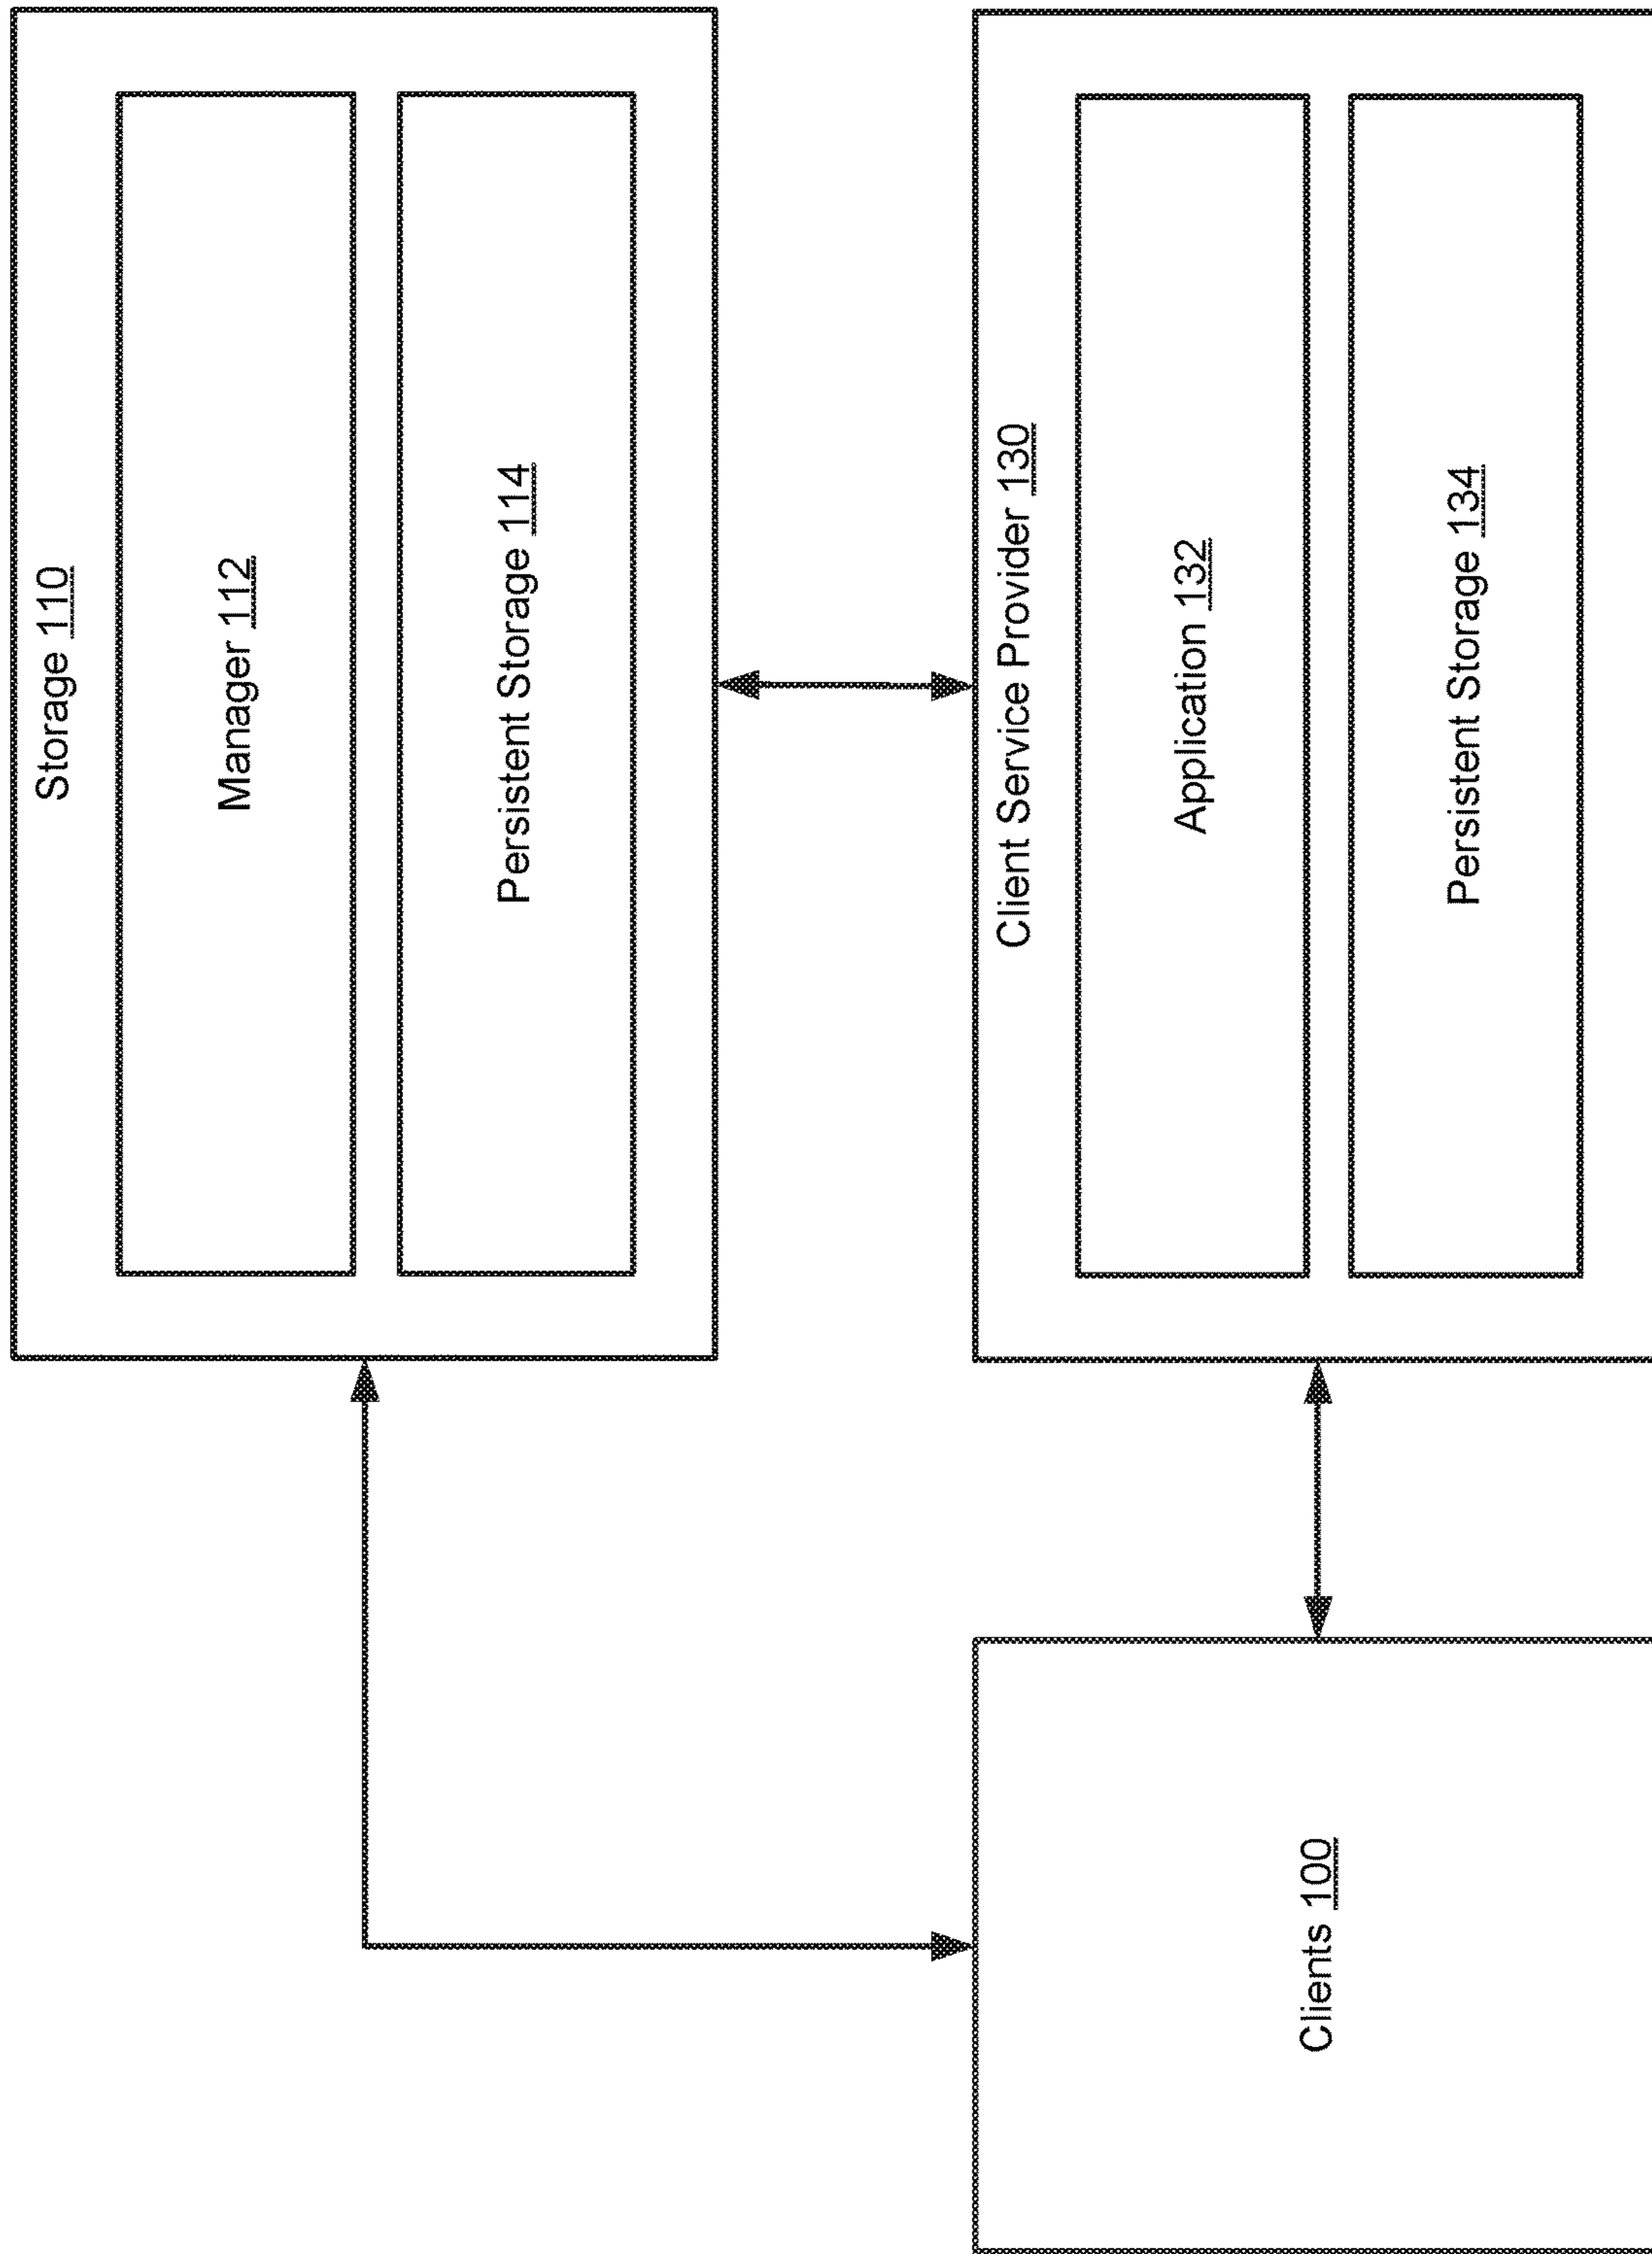 Storage 110
Manager 112
Persistent Storage 114
Client Service Provider 130
Application 132
Persistent Storage 134
Clients 100